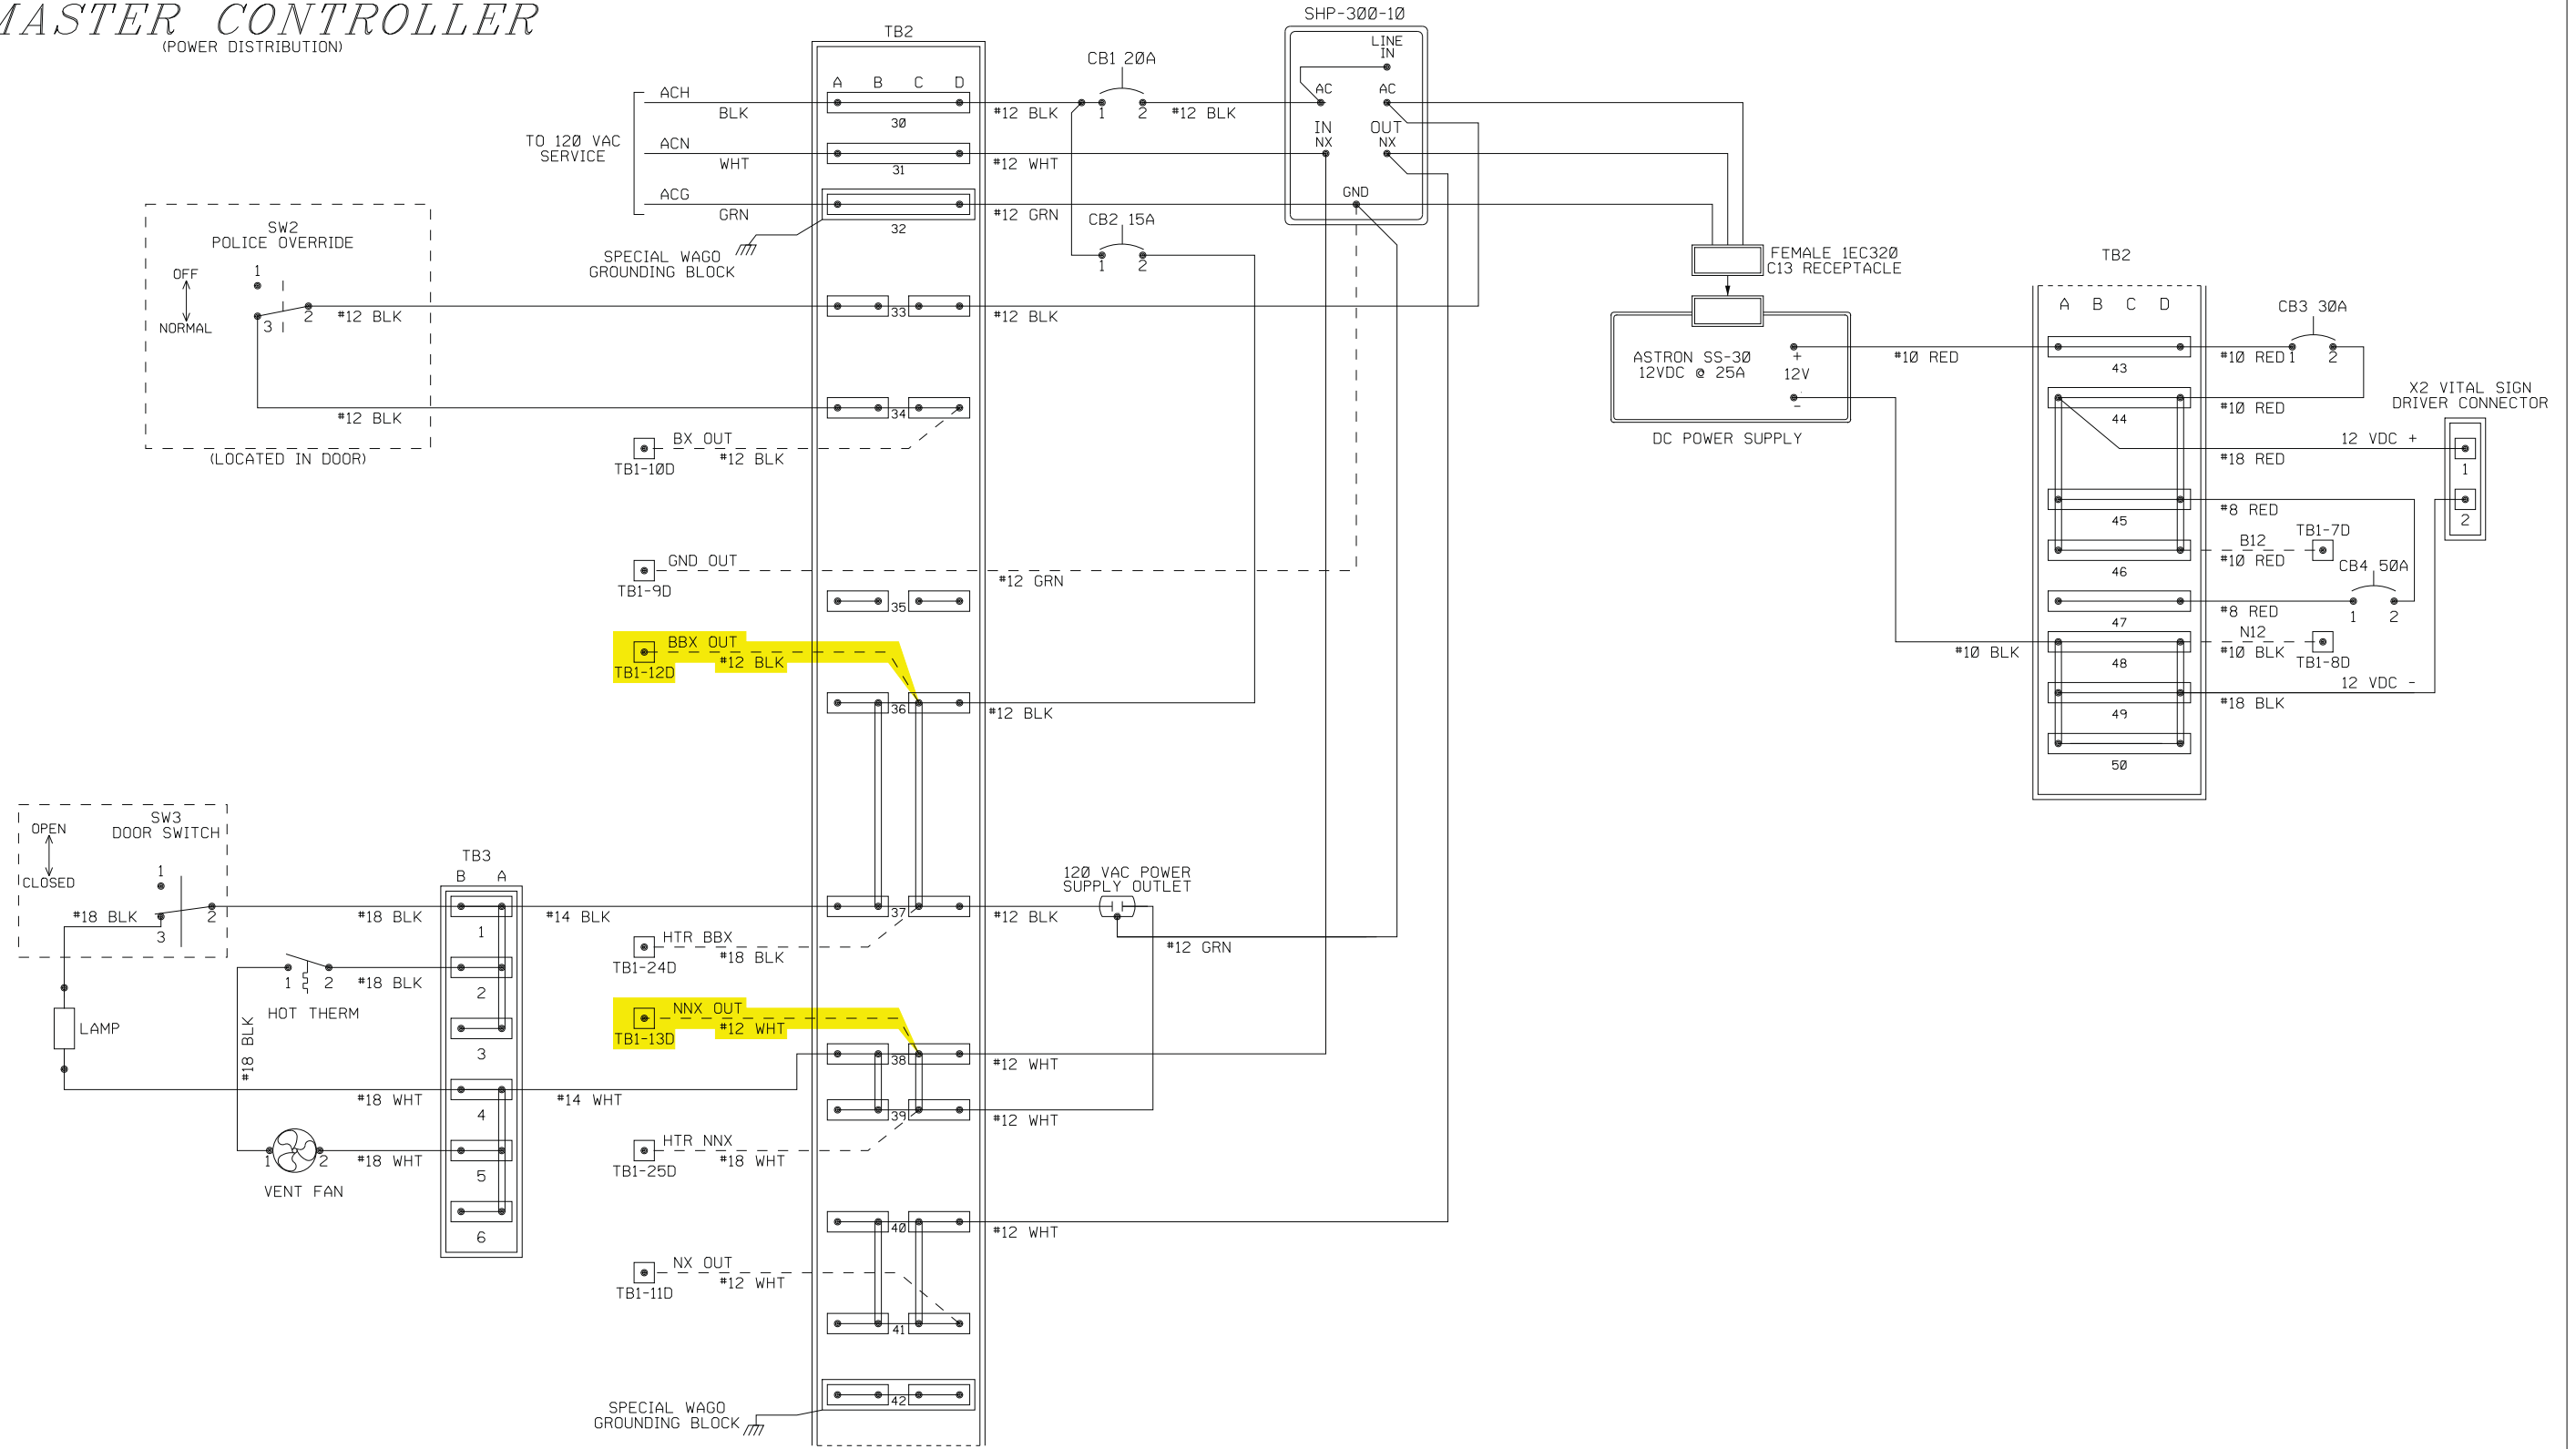 MASTER CONTROLLER
(POWER DISTRIBUTION)
TO 120 VAC
SERVICE
ACH
BLK
ACN
WHT
ACG
GRN
SPECIAL WAGO
GROUNDING BLOCK
TB2
A B C D
30
31
32
33
34
35
36
37
38
39
40
41
42
#12 BLK
#12 WHT
#12 GRN
CB1 20A
1 2
#12 BLK
CB2 15A
1 2
SHP-300-10
LINE
IN
AC AC
IN OUT
NX NX
GND
SW2
POLICE OVERRIDE
OFF
NORMAL
1
2
3
#12 BLK
#12 BLK
(LOCATED IN DOOR)
#12 BLK
BX OUT
#12 BLK
TB1-10D
GND OUT
TB1-9D
#12 GRN
BBX OUT
#12 BLK
TB1-12D
#12 BLK
SW3
DOOR SWITCH
OPEN
CLOSED
1
2
3
#18 BLK
#18 BLK
TB3
B A
1
2
3
4
5
6
#14 BLK
#12 BLK
120 VAC POWER
SUPPLY OUTLET
#12 GRN
HTR BBX
#18 BLK
TB1-24D
1 2
#18 BLK
HOT THERM
LAMP
#18 BLK
NNX OUT
#12 WHT
TB1-13D
#12 WHT
#18 WHT
#14 WHT
#12 WHT
HTR NNX
#18 WHT
TB1-25D
1 2
#18 WHT
VENT FAN
#12 WHT
NX OUT
#12 WHT
TB1-11D
SPECIAL WAGO
GROUNDING BLOCK
FEMALE 1EC320
C13 RECEPTACLE
ASTRON SS-30
12VDC @ 25A
+
12V
-
DC POWER SUPPLY
#10 RED
#10 BLK
TB2
A B C D
43
44
45
46
47
48
49
50
CB3 30A
#10 RED
1 2
#10 RED
X2 VITAL SIGN
DRIVER CONNECTOR
12 VDC +
#18 RED
1
2
#8 RED
B12
#10 RED
TB1-7D
CB4 50A
#8 RED
1 2
N12
#10 BLK
TB1-8D
12 VDC -
#18 BLK